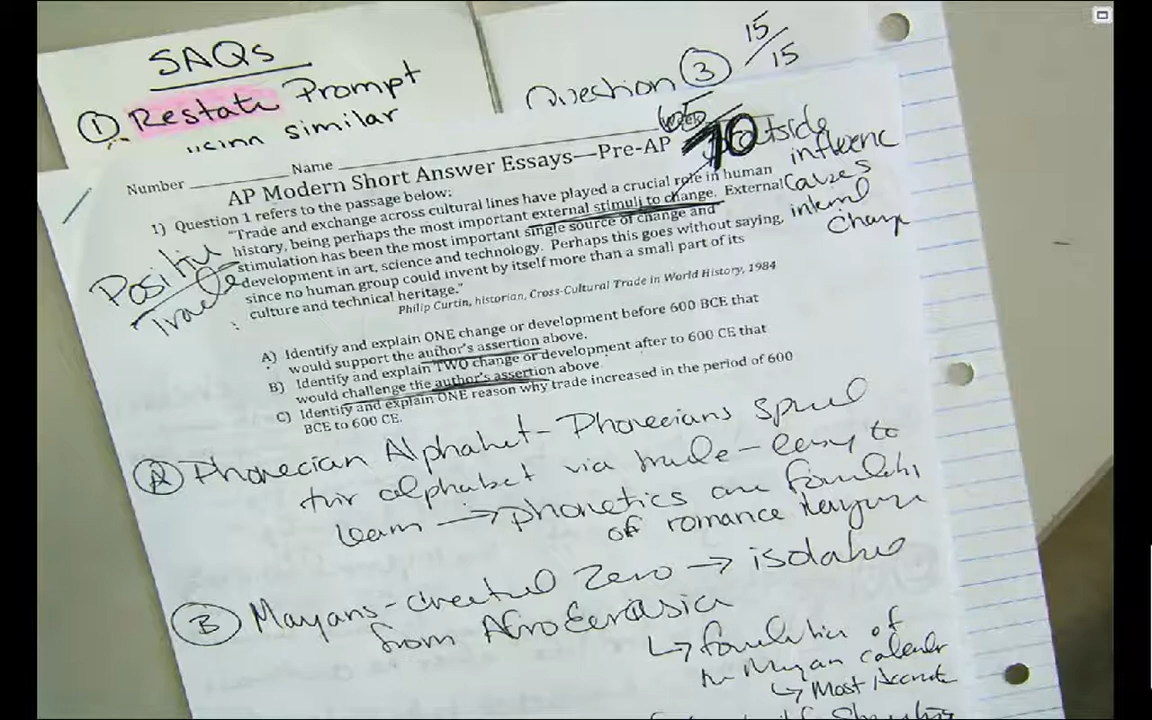 SAQs
① Restate Prompt
using similar
Question ③ 15/15
Number Name
AP Modern Short Answer Essays—Pre-AP
10
outside
influenc
Causes
internal
Change
1) Question 1 refers to the passage below:
"Trade and exchange across cultural lines have played a crucial role in human
history, being perhaps the most important external stimuli to change. External
stimulation has been the most important single source of change and
development in art, science and technology. Perhaps this goes without saying,
since no human group could invent by itself more than a small part of its
culture and technical heritage."
Philip Curtin, historian, Cross-Cultural Trade in World History, 1984
Trade
A) Identify and explain ONE change or development before 600 BCE that
would support the author's assertion above.
B) Identify and explain TWO change or development after to 600 CE that
would challenge the author's assertion above.
C) Identify and explain ONE reason why trade increased in the period of 600
BCE to 600 CE.
Ⓐ Phonecian Alphabet - Phonecians spread
their alphabet via trade - easy to
learn → phonetics are
of romance
Ⓑ Mayans - created Zero → isolated
from AfroEurasia
↳ of
the Mayan calendar
↳ Most Accurate